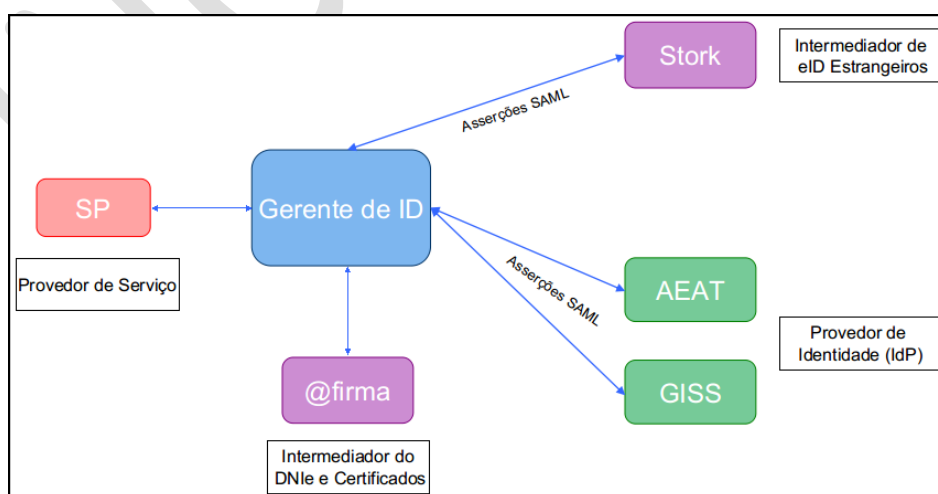 Stork
Intermediador de
eID Estrangeiros
Asserções SAML
SP
Gerente de ID
Provedor de Serviço
Asserções SAML
AEAT
Provedor de
Identidade (IdP)
@firma
GISS
Intermediador do
DNIe e Certificados